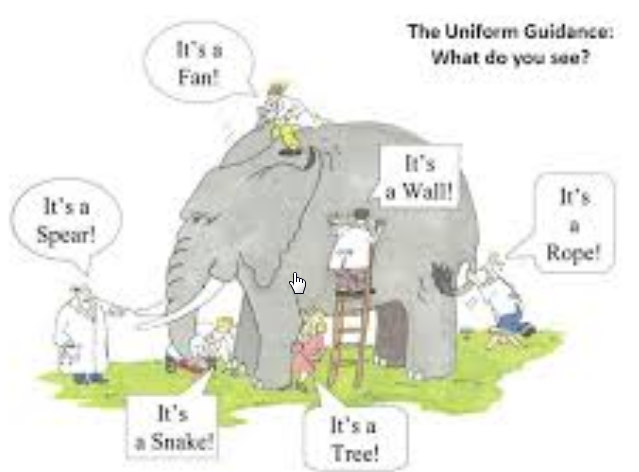 The Uniform Guidance:
What do you see?
It's a
Fan!
It's
a Wall!
It's
a
Rope!
It's a
Spear!
It's
a Snake!
It's a
Tree!